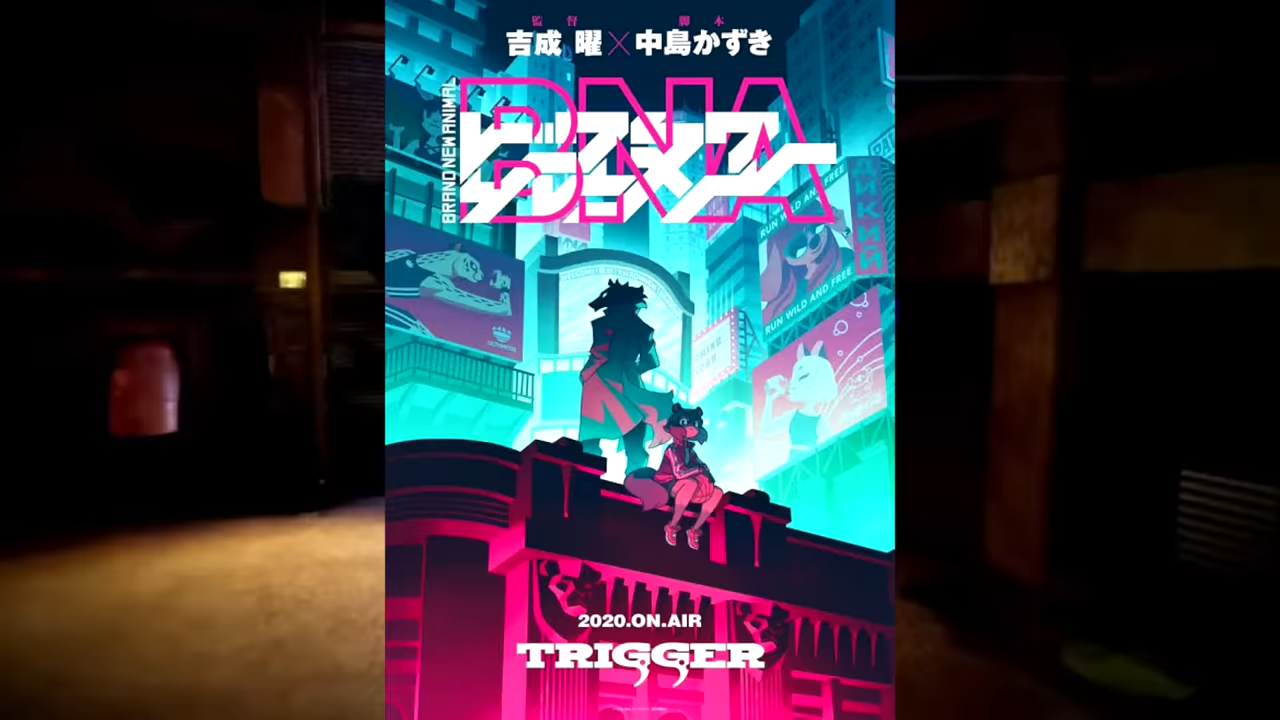 監督 脚本
吉成 曜×中島かずき
BNA
ビー・エヌ・エー
BRAND NEW ANIMAL
RUN WILD AND FREE
RUN WILD AND FREE
2020.ON.AIR
TRIGGER